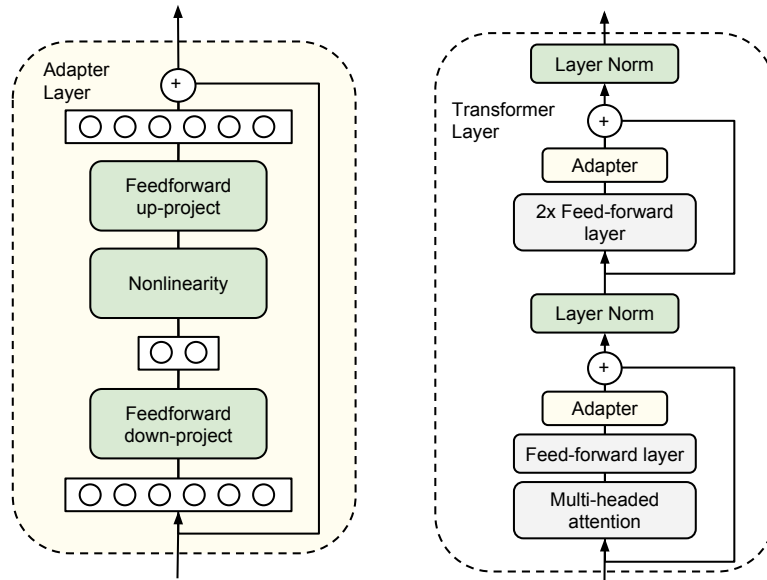 Adapter
Layer
+
Feedforward
up-project
Nonlinearity
Feedforward
down-project
Layer Norm
Transformer
Layer
+
Adapter
2x Feed-forward
layer
Layer Norm
+
Adapter
Feed-forward layer
Multi-headed
attention